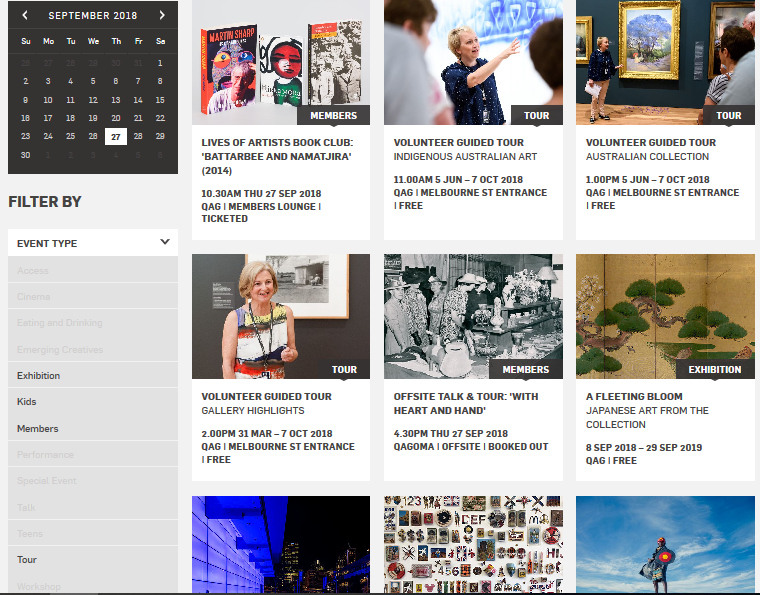 SEPTEMBER 2018
Su Mo Tu We Th Fr Sa
26 27 28 29 30 31 1
2 3 4 5 6 7 8
9 10 11 12 13 14 15
16 17 18 19 20 21 22
23 24 25 26 27 28 29
30 1 2 3 4 5 6
FILTER BY
EVENT TYPE
Access
Cinema
Eating and Drinking
Emerging Creatives
Exhibition
Kids
Members
Performance
Special Event
Talk
Teens
Tour
Workshop
MARTIN SHARP
MEMBERS
LIVES OF ARTISTS BOOK CLUB:
'BATTARBEE AND NAMATJIRA'
(2014)
10.30AM THU 27 SEP 2018
QAG | MEMBERS LOUNGE |
TICKETED
TOUR
VOLUNTEER GUIDED TOUR
INDIGENOUS AUSTRALIAN ART
11.00AM 5 JUN – 7 OCT 2018
QAG | MELBOURNE ST ENTRANCE
| FREE
TOUR
VOLUNTEER GUIDED TOUR
AUSTRALIAN COLLECTION
1.00PM 5 JUN – 7 OCT 2018
QAG | MELBOURNE ST ENTRANCE
| FREE
TOUR
VOLUNTEER GUIDED TOUR
GALLERY HIGHLIGHTS
2.00PM 31 MAR – 7 OCT 2018
QAG | MELBOURNE ST ENTRANCE
| FREE
MEMBERS
OFFSITE TALK & TOUR: 'WITH
HEART AND HAND'
4.30PM THU 27 SEP 2018
QAGOMA | OFFSITE | BOOKED OUT
EXHIBITION
A FLEETING BLOOM
JAPANESE ART FROM THE
COLLECTION
8 SEP 2018 – 29 SEP 2019
QAG | FREE
123
DEF
456